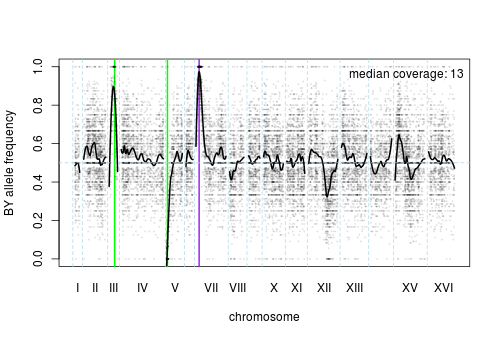 median coverage: 13
1.0
0.8
0.6
0.4
0.2
0.0
BY allele frequency
I II III IV V VII VIII X XI XII XIII XV XVI
chromosome